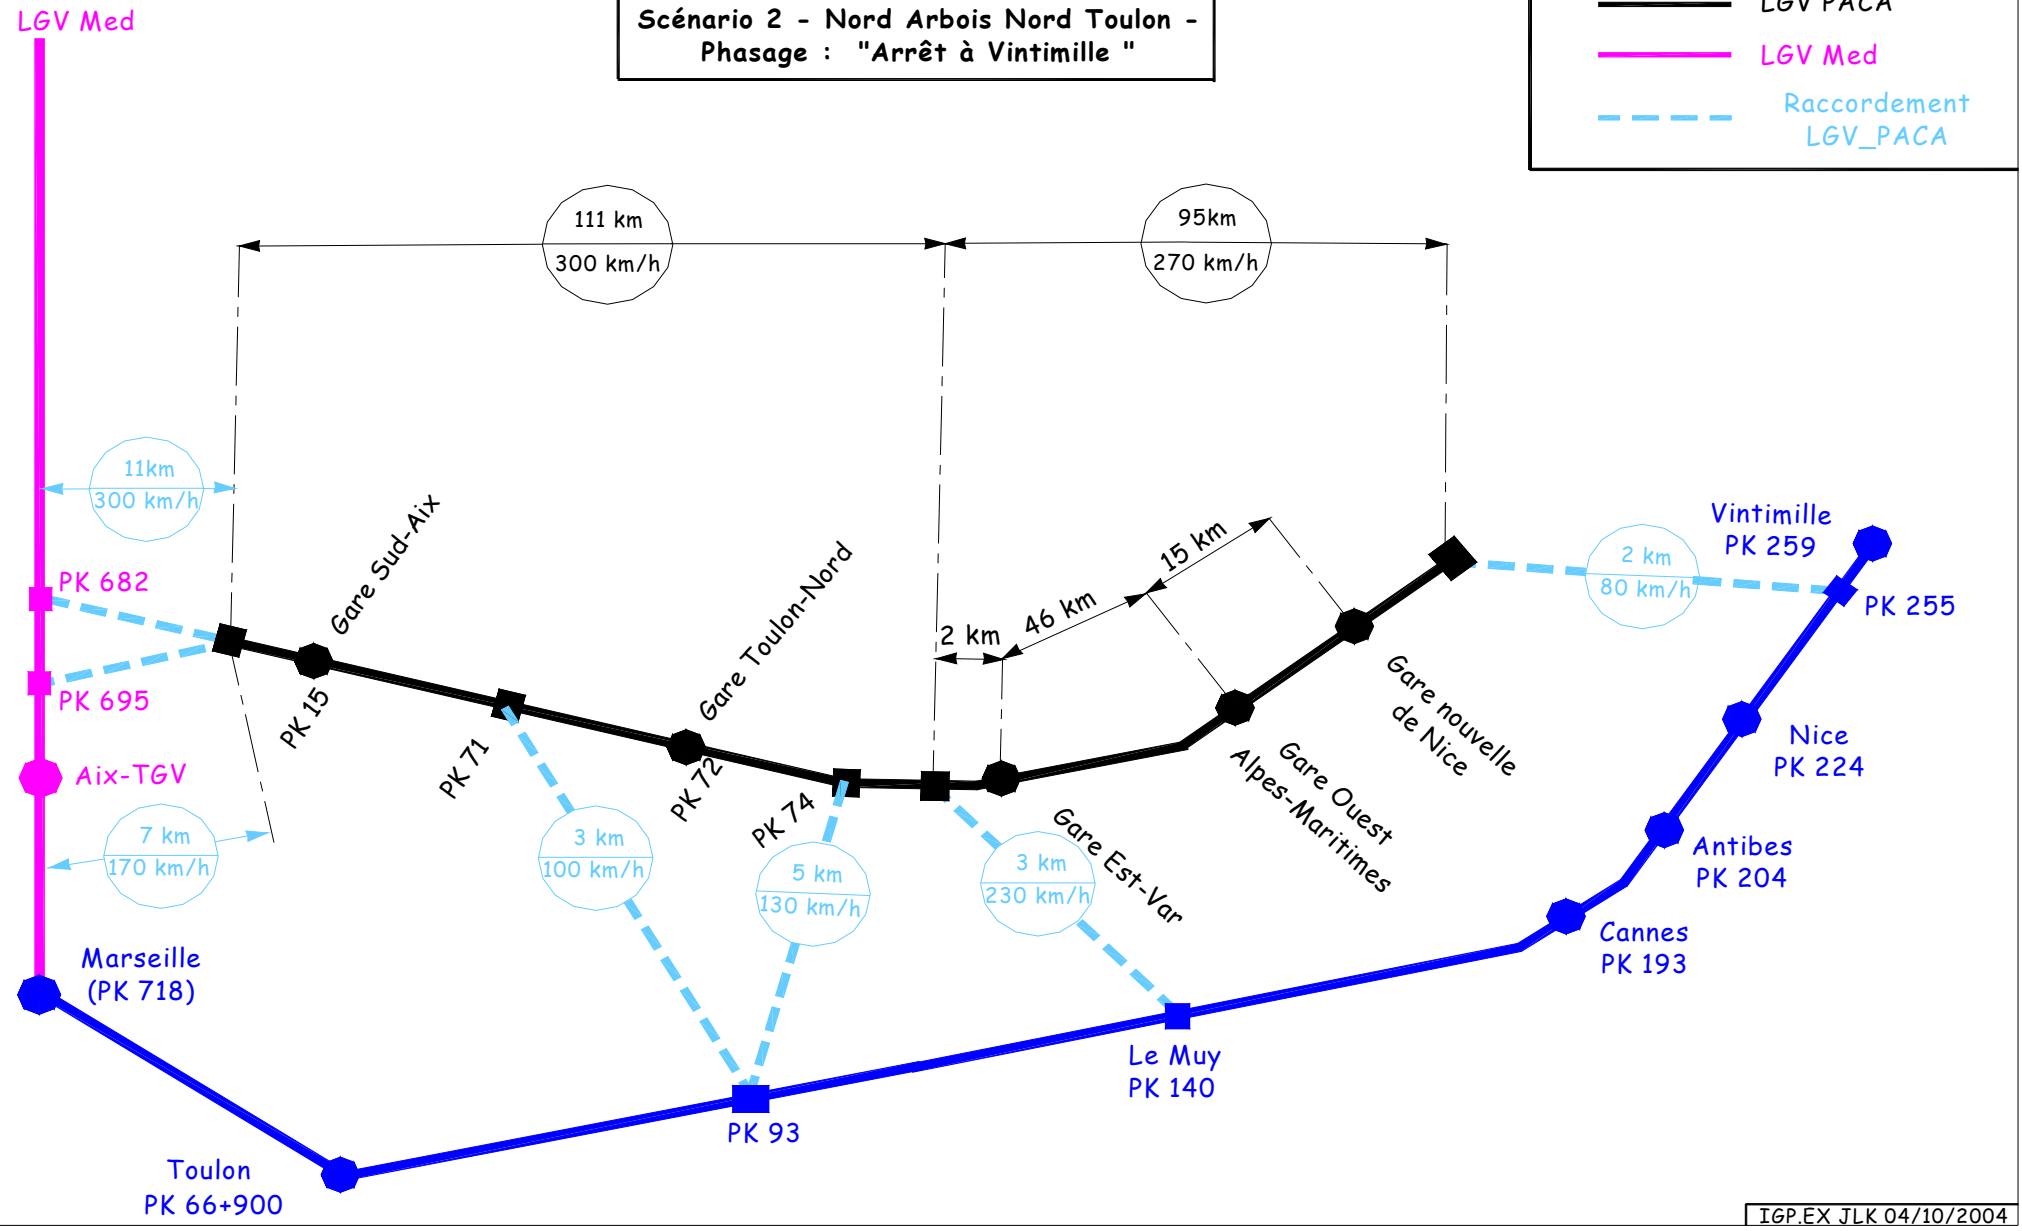 LGV Med
Scénario 2 - Nord Arbois Nord Toulon -
Phasage : "Arrêt à Vintimille "
LGV PACA
LGV Med
Raccordement
LGV_PACA
111 km
300 km/h
95km
270 km/h
11km
300 km/h
PK 682
PK 695
Aix-TGV
7 km
170 km/h
Marseille
(PK 718)
Toulon
PK 66+900
Gare Sud-Aix
PK 15
PK 71
Gare Toulon-Nord
PK 72
PK 74
3 km
100 km/h
5 km
130 km/h
3 km
230 km/h
2 km
46 km
15 km
Gare Est-Var
Gare Ouest
Alpes-Maritimes
Gare nouvelle
de Nice
2 km
80 km/h
Vintimille
PK 259
PK 255
Nice
PK 224
Antibes
PK 204
Cannes
PK 193
Le Muy
PK 140
PK 93
IGP.EX JLK 04/10/2004